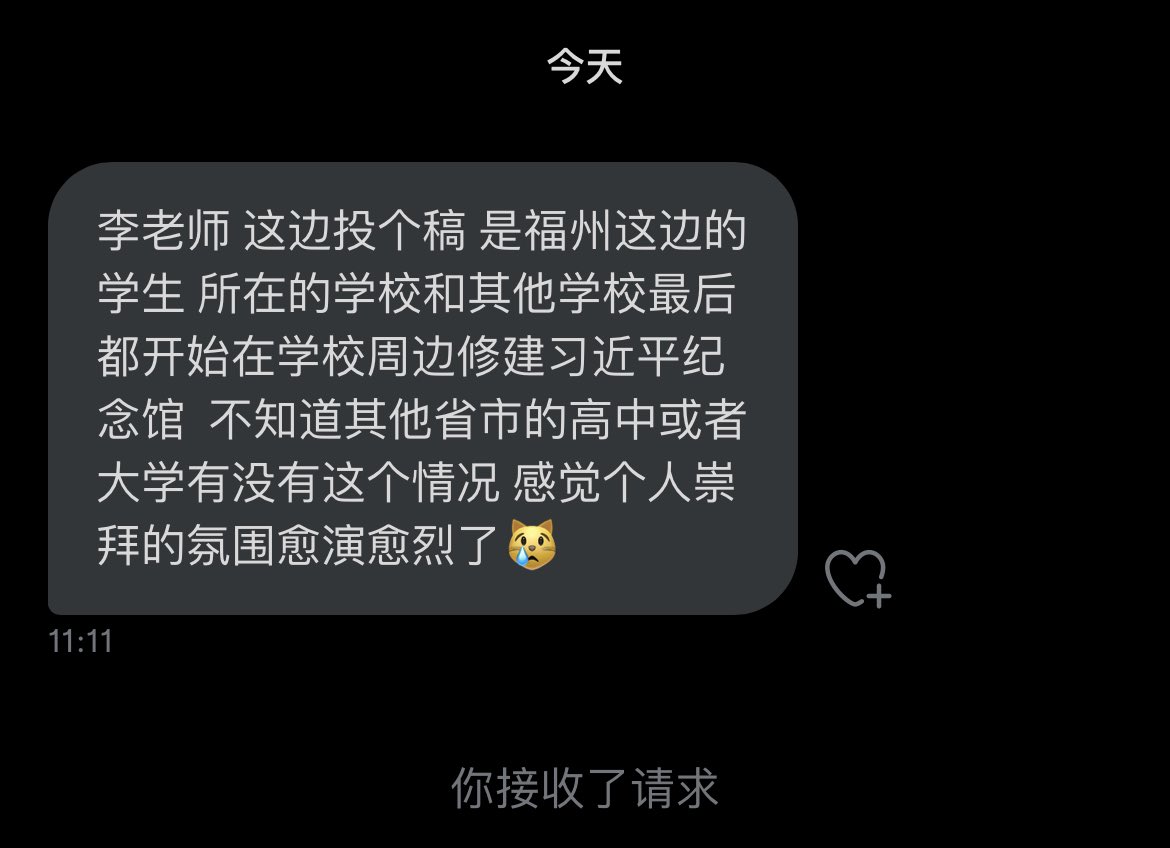 今天
李老师 这边投个稿 是福州这边的
学生 所在的学校和其他学校最后
都开始在学校周边修建习近平纪
念馆  不知道其他省市的高中或者
大学有没有这个情况 感觉个人崇
拜的氛围愈演愈烈了😿
11:11
你接收了请求